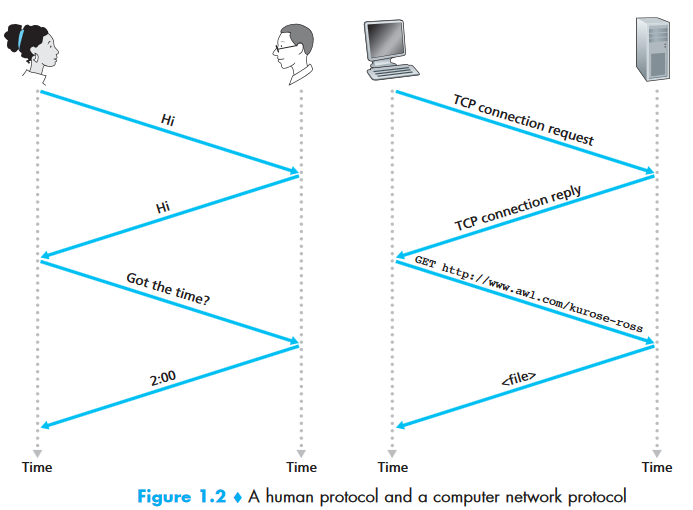 Hi
Hi
Got the time?
2:00
Time
Time
TCP connection request
TCP connection reply
GET http://www.awl.com/kurose-ross
<file>
Time
Time
Figure 1.2 ♦ A human protocol and a computer network protocol